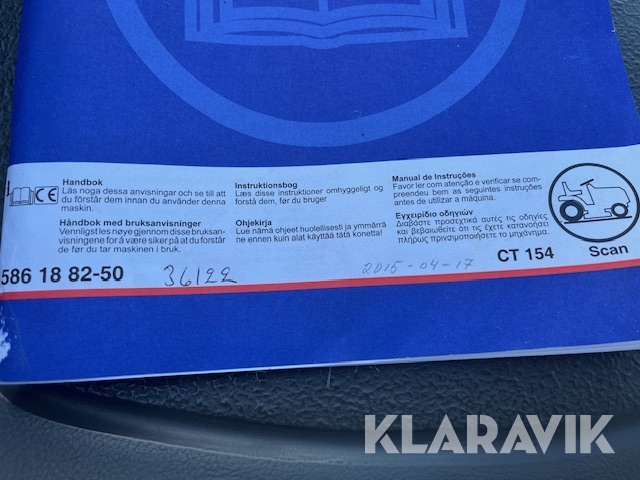 Handbok
Läs noga dessa anvisningar och se till att
du förstår dem innan du använder denna
maskin.
Håndbok med bruksanvisninger
Vennligst les nøye gjennom disse bruksan-
visningene for å være siker på at du forstår
de før du tar maskinen i bruk.
Instruktionsbog
Læs disse instruktioner omhyggeligt og
forstå dem, før du bruger
Ohjekirja
Lue nämä ohjeet huolellisesti ja ymmärrä
ne ennen kuin alat käyttää tätä konetta!
Manual de Instruções
Favor ler com atenção e verificar se com-
preendeu bem as seguintes instruções
antes de utilizar a máquina.
Εγχειρίδιο οδηγιών
Διαβάστε προσεχτικά αυτές τις οδηγίες,
και βεβαιωθείτε ότι τις έχετε κατανοήσει
πλήρως πριν
586 18 82-50
36122
2015-04-17
CT 154
Scan
KLARAVIK